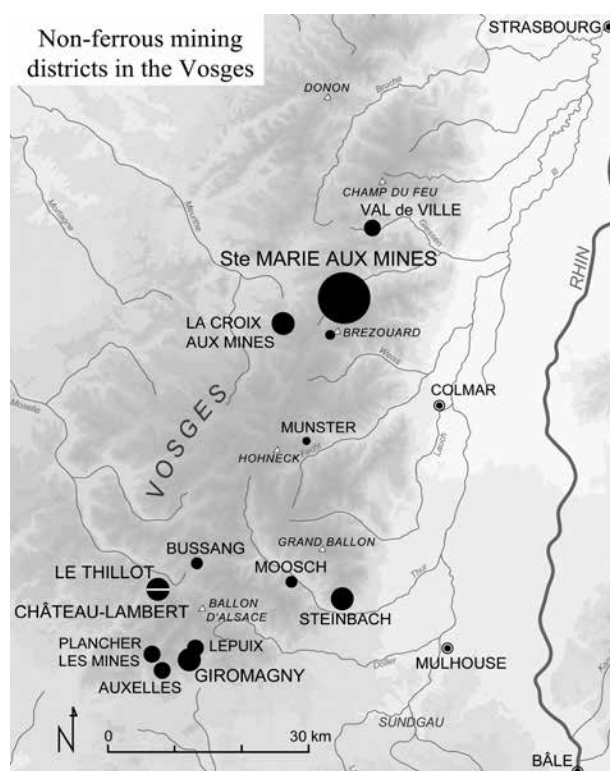 Non-ferrous mining
districts in the Vosges
STRASBOURG
DONON
Bruche
CHAMP DU FEU
VAL de VILLE
Giessen
Ill
Mortagne
Meurthe
Ste MARIE AUX MINES
RHIN
LA CROIX
AUX MINES
BREZOUARD
Weiss
COLMAR
Moselle
VOSGES
MUNSTER
HOHNECK
Fecht
Lauch
BUSSANG
GRAND BALLON
LE THILLOT
MOOSCH
Thur
CHÂTEAU-LAMBERT
BALLON
D'ALSACE
STEINBACH
PLANCHER
LES MINES
LEPUIX
GIROMAGNY
AUXELLES
Doller
MULHOUSE
SUNDGAU
N
0
30 km
BÂLE